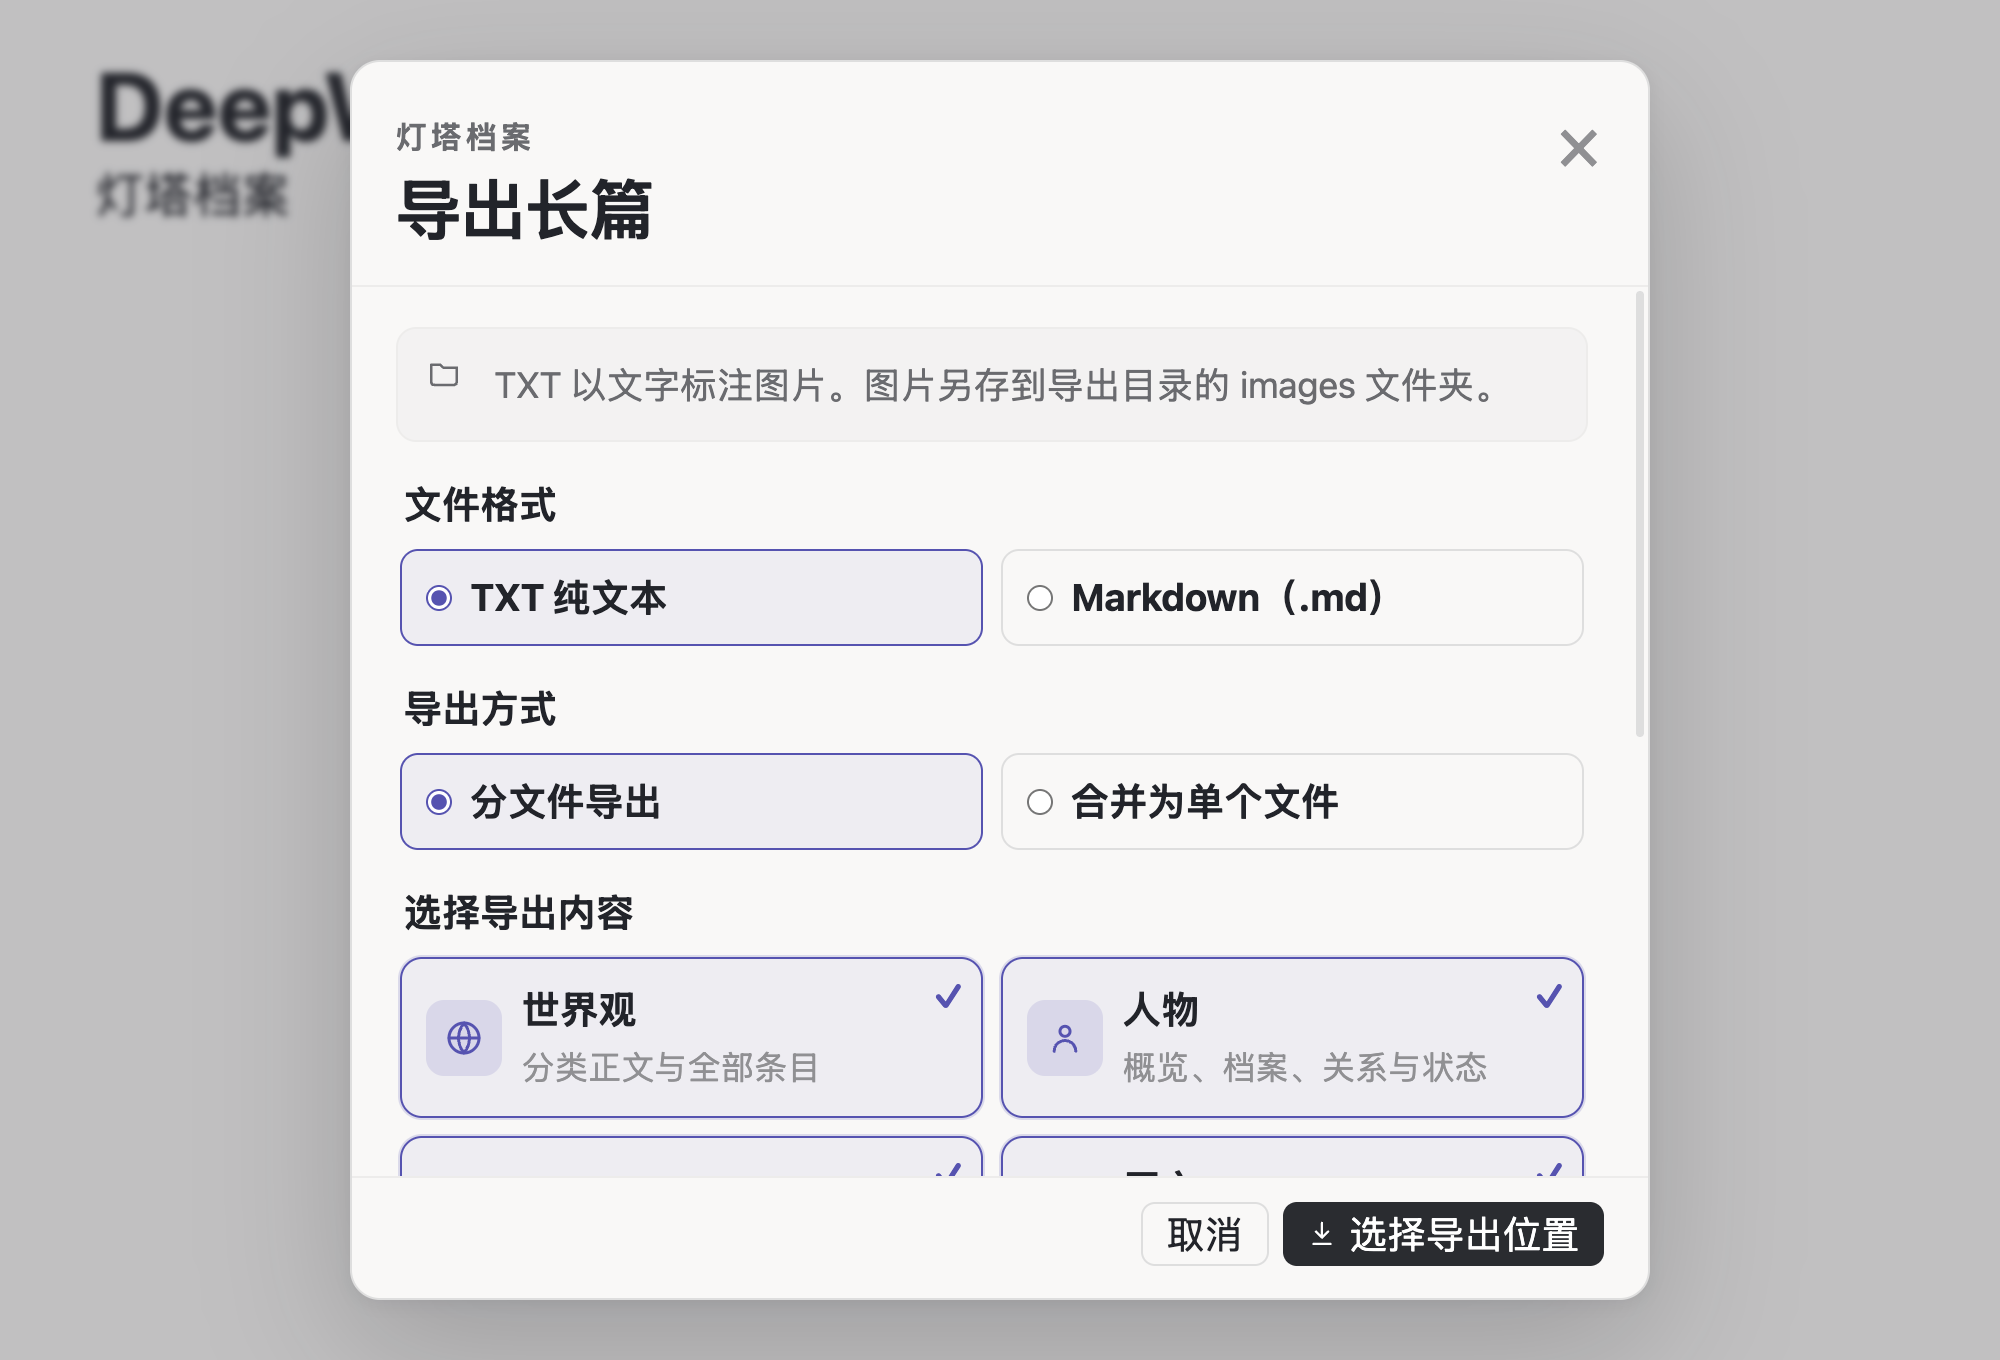 Deep
灯塔档案
灯塔档案
导出长篇
TXT 以文字标注图片。图片另存到导出目录的 images 文件夹。
文件格式
TXT 纯文本
Markdown（.md）
导出方式
分文件导出
合并为单个文件
选择导出内容
世界观
分类正文与全部条目
人物
概览、档案、关系与状态
取消
选择导出位置